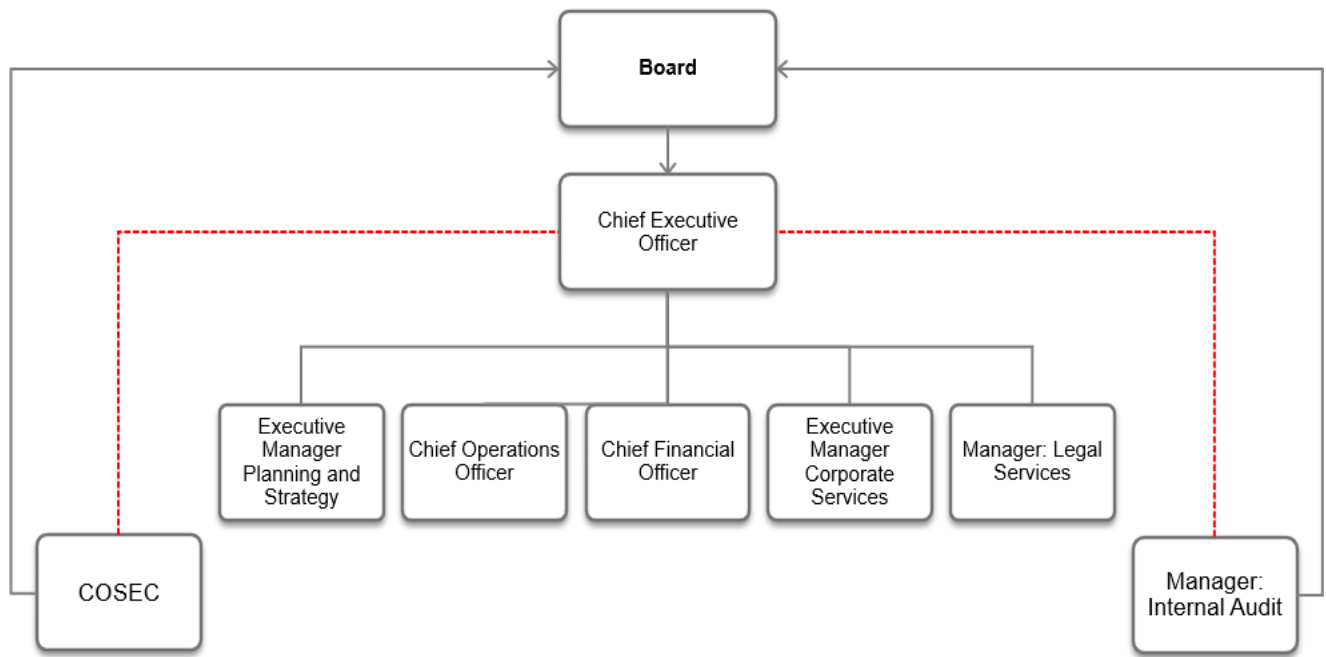 Board
Chief Executive
Officer
Executive
Manager
Planning and
Strategy
Chief Operations
Officer
Chief Financial
Officer
Executive
Manager
Corporate
Services
Manager: Legal
Services
COSEC
Manager:
Internal Audit